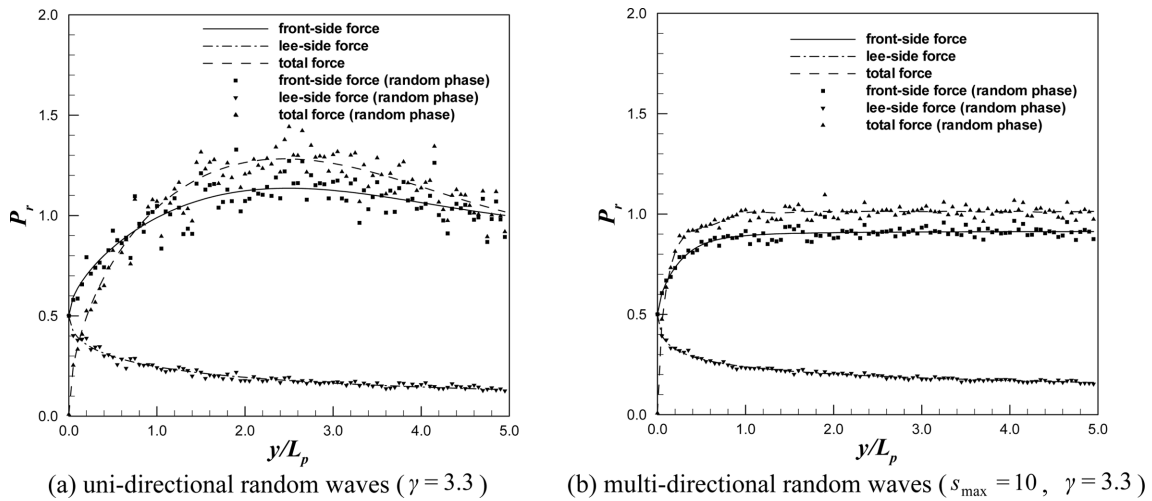 2.0
1.5
1.0
0.5
0.0
P_r
front-side force
lee-side force
total force
front-side force (random phase)
lee-side force (random phase)
total force (random phase)
0.0 1.0 2.0 3.0 4.0 5.0
y/L_p
(a) uni-directional random waves ( γ = 3.3 )
2.0
1.5
1.0
0.5
0.0
P_r
front-side force
lee-side force
total force
front-side force (random phase)
lee-side force (random phase)
total force (random phase)
0.0 1.0 2.0 3.0 4.0 5.0
y/L_p
(b) multi-directional random waves ( s_max = 10 , γ = 3.3 )